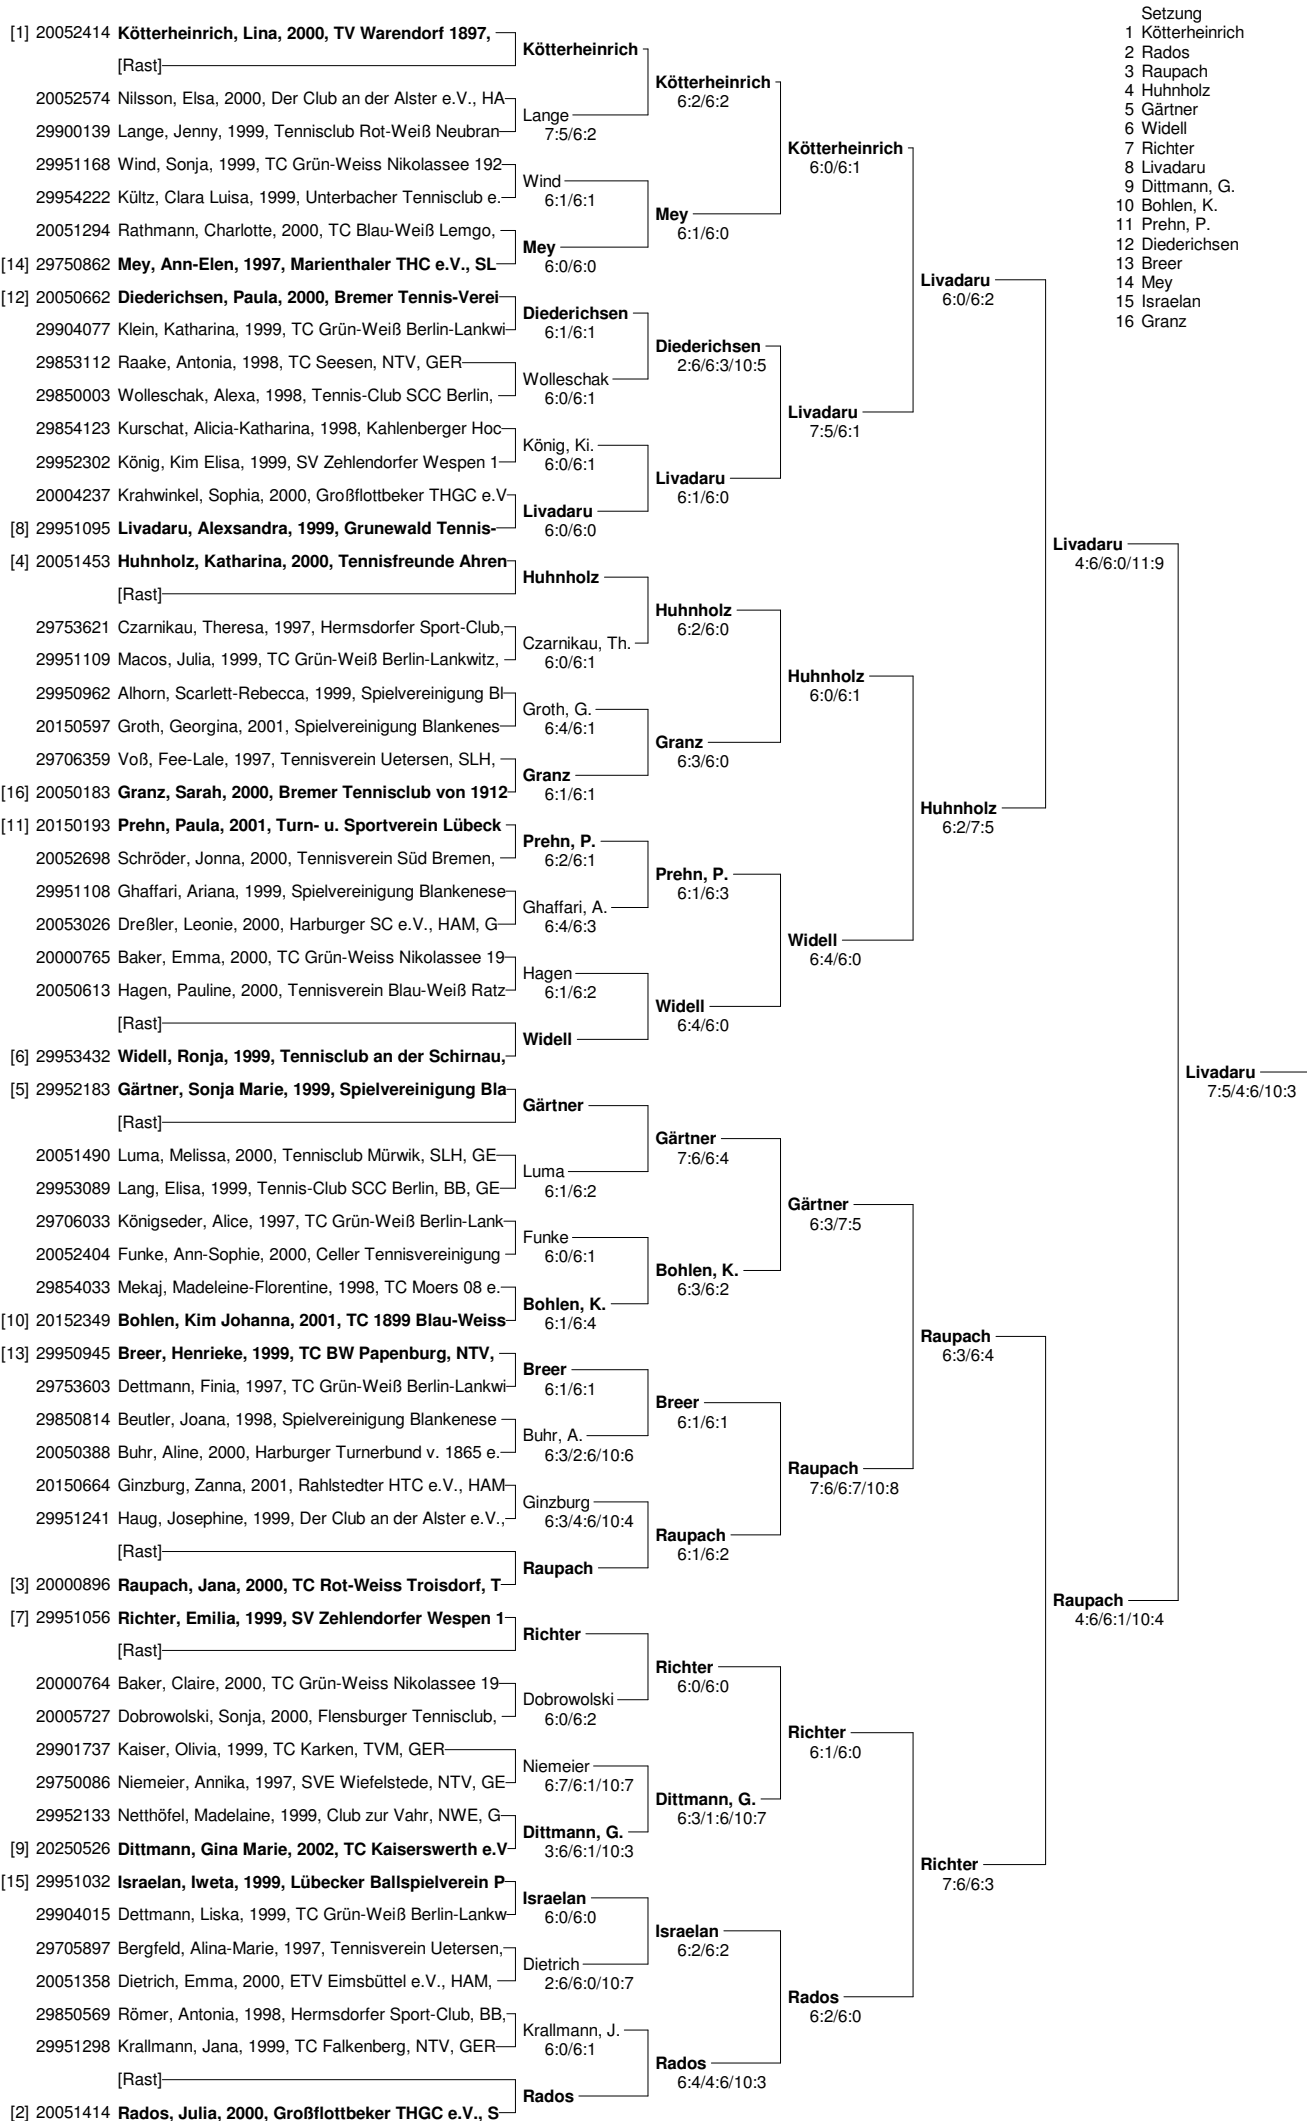 Setzung
1 Kötterheinrich
2 Rados
3 Raupach
4 Huhnholz
5 Gärtner
6 Widell
7 Richter
8 Livadaru
9 Dittmann, G.
10 Bohlen, K.
11 Prehn, P.
12 Diederichsen
13 Breer
14 Mey
15 Israelan
16 Granz
[1] 20052414 Kötterheinrich, Lina, 2000, TV Warendorf 1897,
[Rast]
20052574 Nilsson, Elsa, 2000, Der Club an der Alster e.V., HA
29900139 Lange, Jenny, 1999, Tennisclub Rot-Weiß Neubran
29951168 Wind, Sonja, 1999, TC Grün-Weiss Nikolassee 192
29954222 Kültz, Clara Luisa, 1999, Unterbacher Tennisclub e.
20051294 Rathmann, Charlotte, 2000, TC Blau-Weiß Lemgo,
[14] 29750862 Mey, Ann-Elen, 1997, Marienthaler THC e.V., SL
[12] 20050662 Diederichsen, Paula, 2000, Bremer Tennis-Verei
29904077 Klein, Katharina, 1999, TC Grün-Weiß Berlin-Lankwi
29853112 Raake, Antonia, 1998, TC Seesen, NTV, GER
29850003 Wolleschak, Alexa, 1998, Tennis-Club SCC Berlin,
29854123 Kurschat, Alicia-Katharina, 1998, Kahlenberger Hoc
29952302 König, Kim Elisa, 1999, SV Zehlendorfer Wespen 1
20004237 Krahwinkel, Sophia, 2000, Großflottbeker THGC e.V
[8] 29951095 Livadaru, Alexsandra, 1999, Grunewald Tennis-
[4] 20051453 Huhnholz, Katharina, 2000, Tennisfreunde Ahren
[Rast]
29753621 Czarnikau, Theresa, 1997, Hermsdorfer Sport-Club,
29951109 Macos, Julia, 1999, TC Grün-Weiß Berlin-Lankwitz,
29950962 Alhorn, Scarlett-Rebecca, 1999, Spielvereinigung Bl
20150597 Groth, Georgina, 2001, Spielvereinigung Blankenes
29706359 Voß, Fee-Lale, 1997, Tennisverein Uetersen, SLH,
[16] 20050183 Granz, Sarah, 2000, Bremer Tennisclub von 1912
[11] 20150193 Prehn, Paula, 2001, Turn- u. Sportverein Lübeck
20052698 Schröder, Jonna, 2000, Tennisverein Süd Bremen,
29951108 Ghaffari, Ariana, 1999, Spielvereinigung Blankenese
20053026 Dreßler, Leonie, 2000, Harburger SC e.V., HAM, G
20000765 Baker, Emma, 2000, TC Grün-Weiss Nikolassee 19
20050613 Hagen, Pauline, 2000, Tennisverein Blau-Weiß Ratz
[Rast]
[6] 29953432 Widell, Ronja, 1999, Tennisclub an der Schirnau,
[5] 29952183 Gärtner, Sonja Marie, 1999, Spielvereinigung Bla
[Rast]
20051490 Luma, Melissa, 2000, Tennisclub Mürwik, SLH, GE
29953089 Lang, Elisa, 1999, Tennis-Club SCC Berlin, BB, GE
29706033 Königseder, Alice, 1997, TC Grün-Weiß Berlin-Lank
20052404 Funke, Ann-Sophie, 2000, Celler Tennisvereinigung
29854033 Mekaj, Madeleine-Florentine, 1998, TC Moers 08 e.
[10] 20152349 Bohlen, Kim Johanna, 2001, TC 1899 Blau-Weiss
[13] 29950945 Breer, Henrieke, 1999, TC BW Papenburg, NTV,
29753603 Dettmann, Finia, 1997, TC Grün-Weiß Berlin-Lankwi
29850814 Beutler, Joana, 1998, Spielvereinigung Blankenese
20050388 Buhr, Aline, 2000, Harburger Turnerbund v. 1865 e.
20150664 Ginzburg, Zanna, 2001, Rahlstedter HTC e.V., HAM
29951241 Haug, Josephine, 1999, Der Club an der Alster e.V.,
[Rast]
[3] 20000896 Raupach, Jana, 2000, TC Rot-Weiss Troisdorf, T
[7] 29951056 Richter, Emilia, 1999, SV Zehlendorfer Wespen 1
[Rast]
20000764 Baker, Claire, 2000, TC Grün-Weiss Nikolassee 19
20005727 Dobrowolski, Sonja, 2000, Flensburger Tennisclub,
29901737 Kaiser, Olivia, 1999, TC Karken, TVM, GER
29750086 Niemeier, Annika, 1997, SVE Wiefelstede, NTV, GE
29952133 Netthöfel, Madelaine, 1999, Club zur Vahr, NWE, G
[9] 20250526 Dittmann, Gina Marie, 2002, TC Kaiserswerth e.V
[15] 29951032 Israelan, Iweta, 1999, Lübecker Ballspielverein P
29904015 Dettmann, Liska, 1999, TC Grün-Weiß Berlin-Lankw
29705897 Bergfeld, Alina-Marie, 1997, Tennisverein Uetersen,
20051358 Dietrich, Emma, 2000, ETV Eimsbüttel e.V., HAM,
29850569 Römer, Antonia, 1998, Hermsdorfer Sport-Club, BB,
29951298 Krallmann, Jana, 1999, TC Falkenberg, NTV, GER
[Rast]
[2] 20051414 Rados, Julia, 2000, Großflottbeker THGC e.V., S
Kötterheinrich
Lange
7:5/6:2
Wind
6:1/6:1
Mey
6:0/6:0
Diederichsen
6:1/6:1
Wolleschak
6:0/6:1
König, Ki.
6:0/6:1
Livadaru
6:0/6:0
Huhnholz
Czarnikau, Th.
6:0/6:1
Groth, G.
6:4/6:1
Granz
6:1/6:1
Prehn, P.
6:2/6:1
Ghaffari, A.
6:4/6:3
Hagen
6:1/6:2
Widell
Gärtner
Luma
6:1/6:2
Funke
6:0/6:1
Bohlen, K.
6:1/6:4
Breer
6:1/6:1
Buhr, A.
6:3/2:6/10:6
Ginzburg
6:3/4:6/10:4
Raupach
Richter
Dobrowolski
6:0/6:2
Niemeier
6:7/6:1/10:7
Dittmann, G.
3:6/6:1/10:3
Israelan
6:0/6:0
Dietrich
2:6/6:0/10:7
Krallmann, J.
6:0/6:1
Rados
Kötterheinrich
6:2/6:2
Mey
6:1/6:0
Diederichsen
2:6/6:3/10:5
Livadaru
6:1/6:0
Huhnholz
6:2/6:0
Granz
6:3/6:0
Prehn, P.
6:1/6:3
Widell
6:4/6:0
Gärtner
7:6/6:4
Bohlen, K.
6:3/6:2
Breer
6:1/6:1
Raupach
6:1/6:2
Richter
6:0/6:0
Dittmann, G.
6:3/1:6/10:7
Israelan
6:2/6:2
Rados
6:4/4:6/10:3
Kötterheinrich
6:0/6:1
Livadaru
7:5/6:1
Huhnholz
6:0/6:1
Widell
6:4/6:0
Gärtner
6:3/7:5
Raupach
7:6/6:7/10:8
Richter
6:1/6:0
Rados
6:2/6:0
Livadaru
6:0/6:2
Huhnholz
6:2/7:5
Raupach
6:3/6:4
Richter
7:6/6:3
Livadaru
4:6/6:0/11:9
Raupach
4:6/6:1/10:4
Livadaru
7:5/4:6/10:3